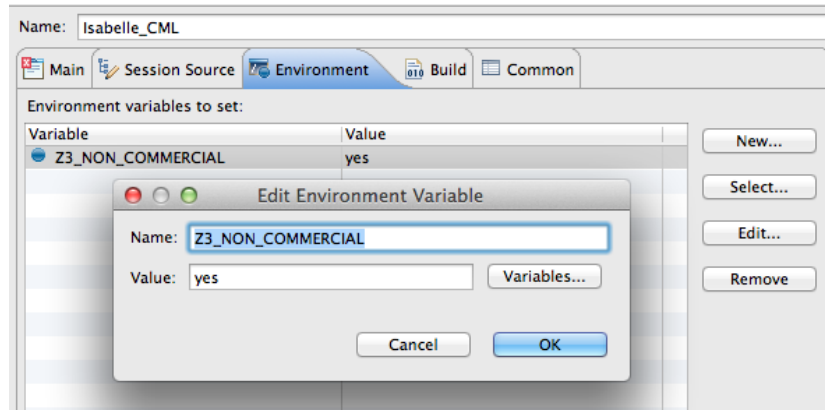 Name: Isabelle_CML
Main Session Source Environment Build Common
Environment variables to set:
Variable Value
Z3_NON_COMMERCIAL yes
New...
Select...
Edit...
Remove
Edit Environment Variable
Name: Z3_NON_COMMERCIAL
Value: yes Variables...
Cancel OK